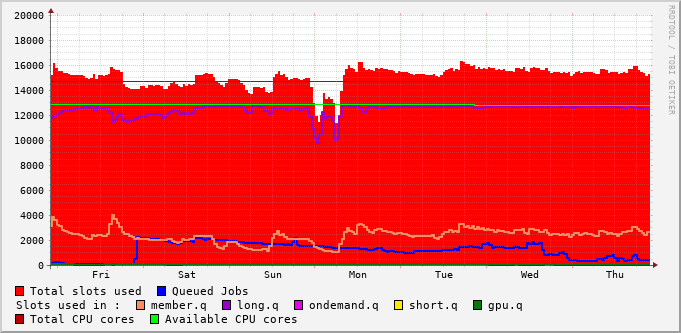 RRDTOOL / TOBI OETIKER
20000
18000
16000
14000
12000
10000
8000
6000
4000
2000
0
Fri Sat Sun Mon Tue Wed Thu
Total slots used Queued Jobs
Slots used in : member.q long.q ondemand.q short.q gpu.q
Total CPU cores Available CPU cores